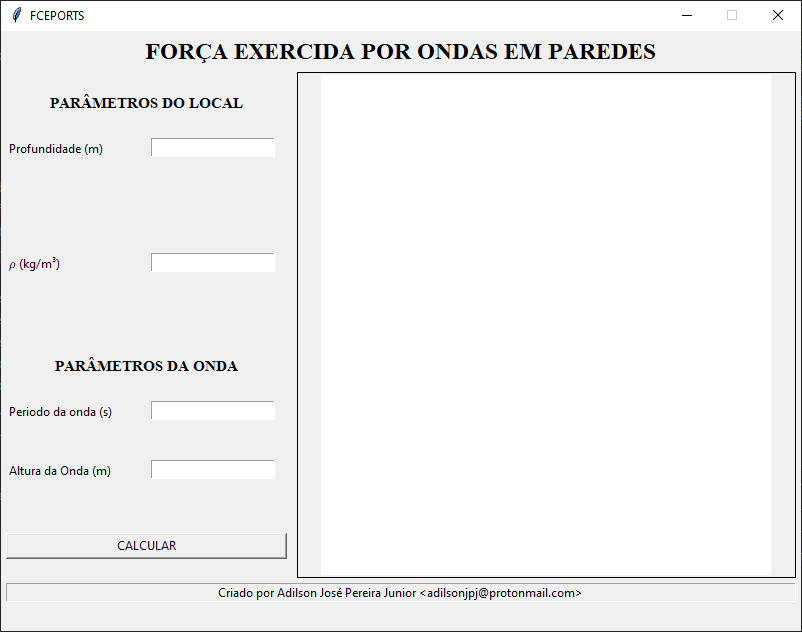 FCEPORTS
FORÇA EXERCIDA POR ONDAS EM PAREDES
PARÂMETROS DO LOCAL
Profundidade (m)
ρ (kg/m³)
PARÂMETROS DA ONDA
Periodo da onda (s)
Altura da Onda (m)
CALCULAR
Criado por Adilson José Pereira Junior <adilsonjpj@protonmail.com>